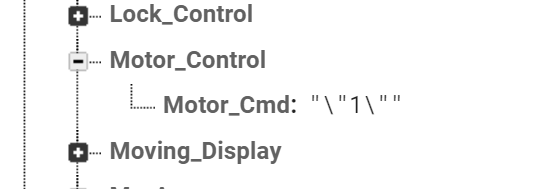 Lock_Control
Motor_Control
Motor_Cmd: "\"1\""
Moving_Display